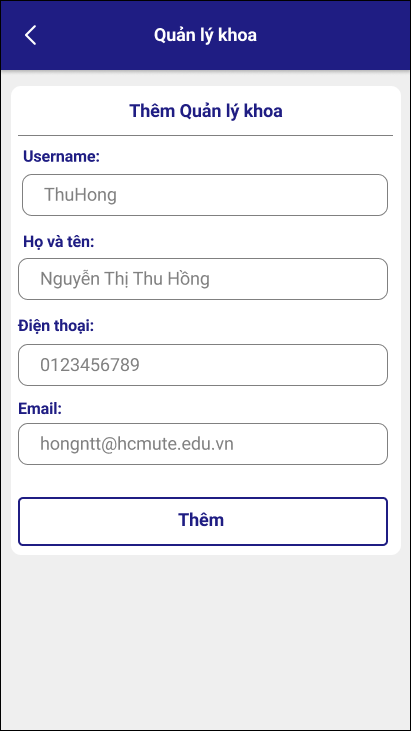 Quản lý khoa
Thêm Quản lý khoa
Username:
ThuHong
Họ và tên:
Nguyễn Thị Thu Hồng
Điện thoại:
0123456789
Email:
hongntt@hcmute.edu.vn
Thêm